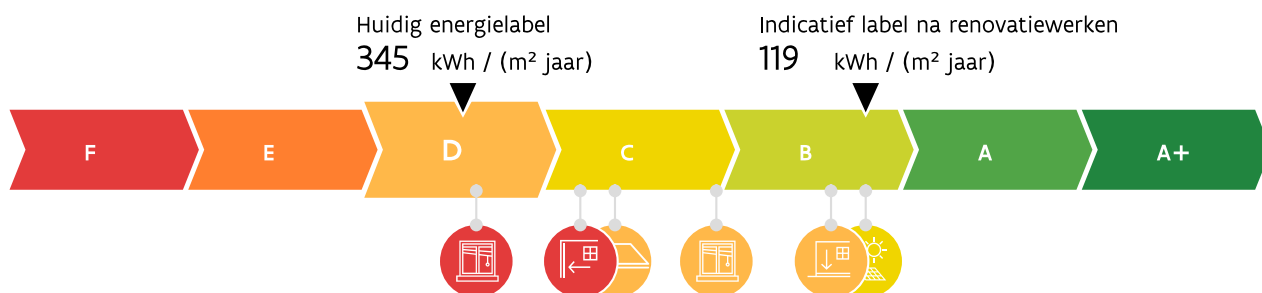 Huidig energielabel
345 kWh / (m² jaar)
Indicatief label na renovatiewerken
119 kWh / (m² jaar)
F E D C B A A+